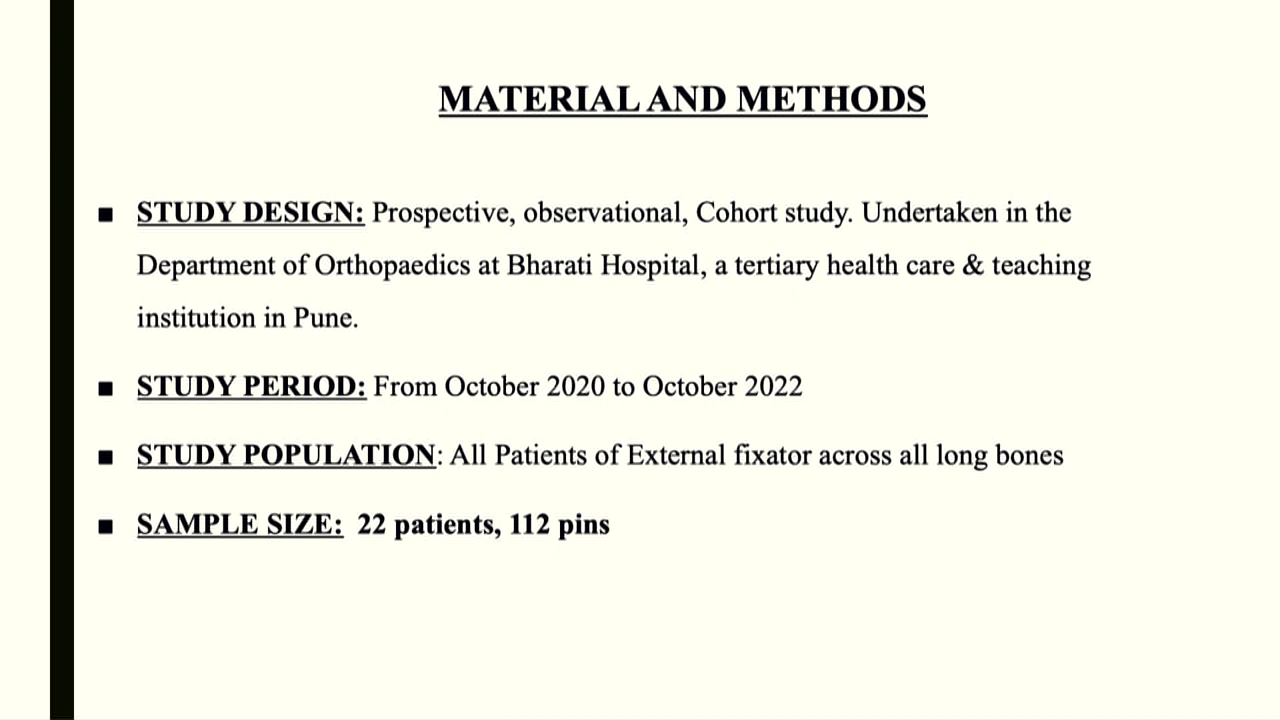 MATERIAL AND METHODS
▪ STUDY DESIGN: Prospective, observational, Cohort study. Undertaken in the
Department of Orthopaedics at Bharati Hospital, a tertiary health care & teaching
institution in Pune.
▪ STUDY PERIOD: From October 2020 to October 2022
▪ STUDY POPULATION: All Patients of External fixator across all long bones
▪ SAMPLE SIZE: 22 patients, 112 pins